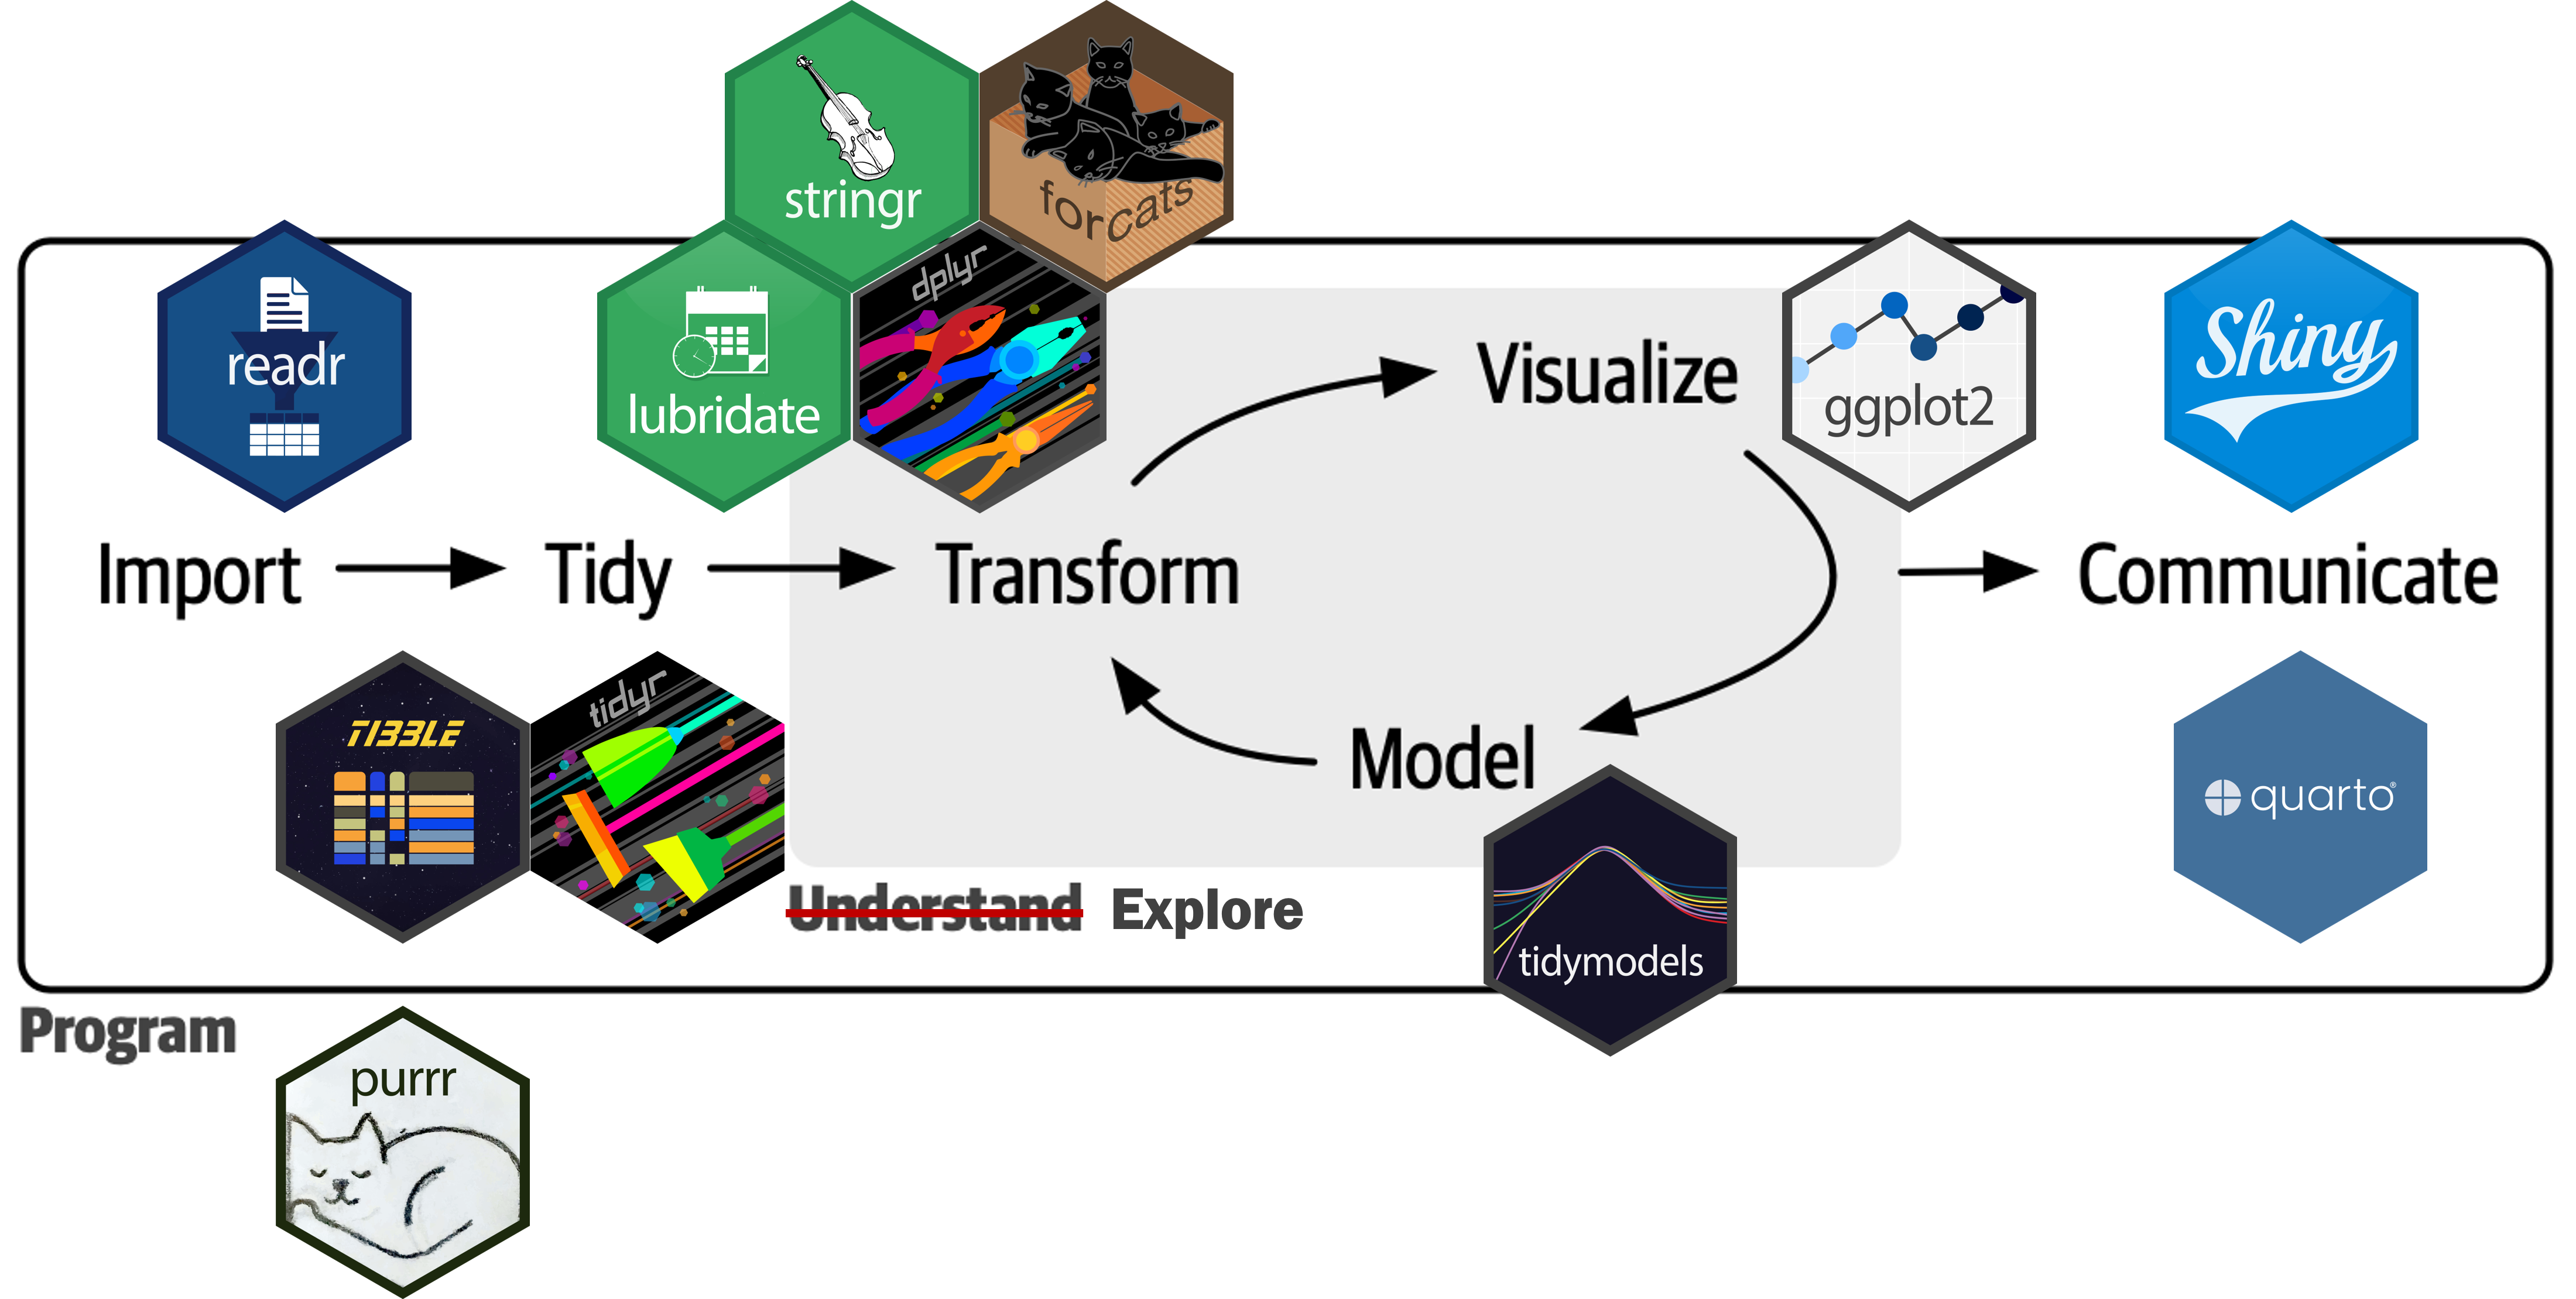 stringr
forcats
readr
lubridate
dplyr
Visualize
ggplot2
Shiny
Import
Tidy
Transform
Communicate
TIBBLE
tidyr
Model
quarto®
Understand Explore
tidymodels
Program
purrr